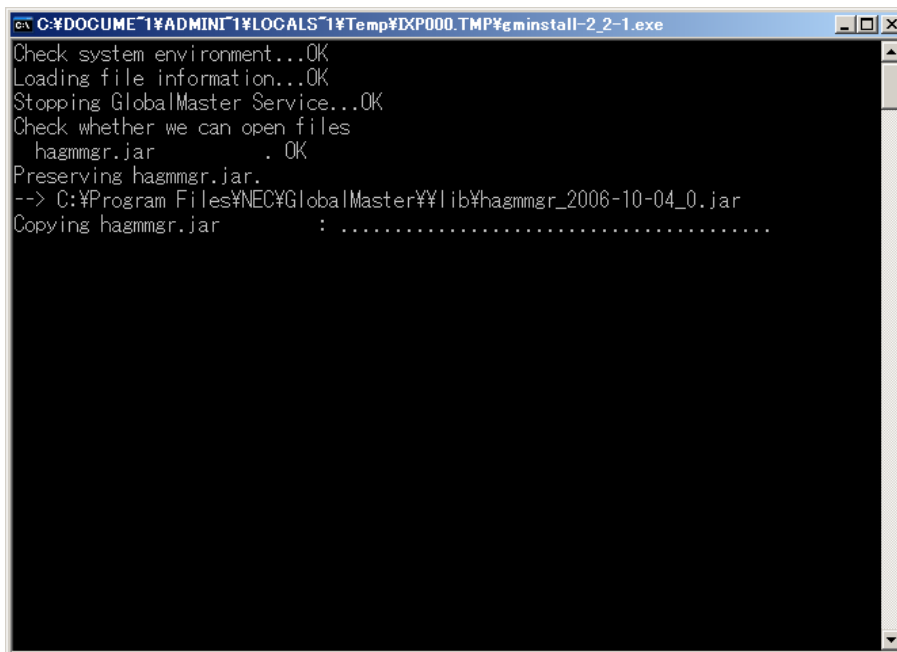 C:¥DOCUME~1¥ADMINI~1¥LOCALS~1¥Temp¥IXP000.TMP¥gminstall-2_2-1.exe
Check system environment...OK
Loading file information...OK
Stopping GlobalMaster Service...OK
Check whether we can open files
  hagmmgr.jar          . OK
Preserving hagmmgr.jar.
--> C:¥Program Files¥NEC¥GlobalMaster¥¥lib¥hagmmgr_2006-10-04_0.jar
Copying hagmmgr.jar         : ........................................